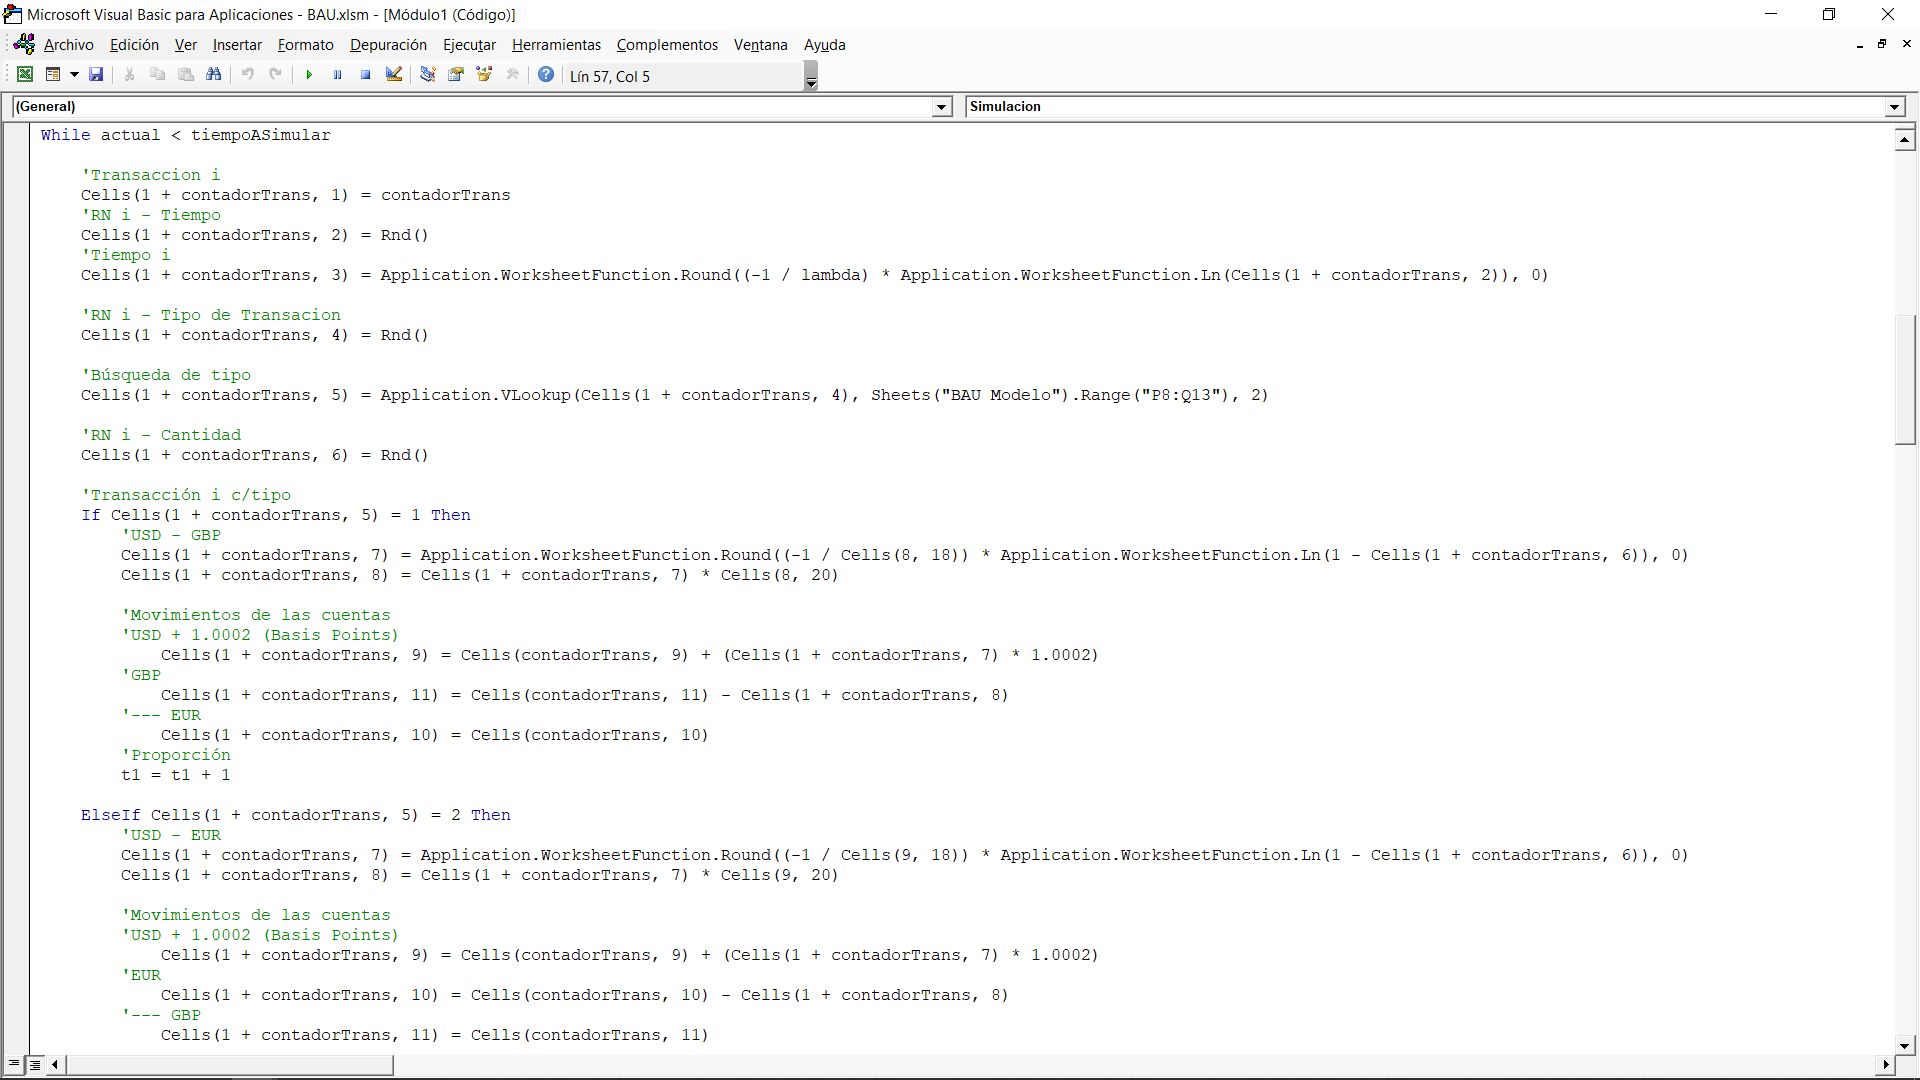 Microsoft Visual Basic para Aplicaciones - BAU.xlsm - [Módulo1 (Código)]
Archivo Edición Ver Insertar Formato Depuración Ejecutar Herramientas Complementos Ventana Ayuda
Lín 57, Col 5
(General) Simulacion
While actual < tiempoASimular
'Transaccion i
Cells(1 + contadorTrans, 1) = contadorTrans
'RN i - Tiempo
Cells(1 + contadorTrans, 2) = Rnd()
'Tiempo i
Cells(1 + contadorTrans, 3) = Application.WorksheetFunction.Round((-1 / lambda) * Application.WorksheetFunction.Ln(Cells(1 + contadorTrans, 2)), 0)
'RN i - Tipo de Transacion
Cells(1 + contadorTrans, 4) = Rnd()
'Búsqueda de tipo
Cells(1 + contadorTrans, 5) = Application.VLookup(Cells(1 + contadorTrans, 4), Sheets("BAU Modelo").Range("P8:Q13"), 2)
'RN i - Cantidad
Cells(1 + contadorTrans, 6) = Rnd()
'Transacción i c/tipo
If Cells(1 + contadorTrans, 5) = 1 Then
'USD - GBP
Cells(1 + contadorTrans, 7) = Application.WorksheetFunction.Round((-1 / Cells(8, 18)) * Application.WorksheetFunction.Ln(1 - Cells(1 + contadorTrans, 6)), 0)
Cells(1 + contadorTrans, 8) = Cells(1 + contadorTrans, 7) * Cells(8, 20)
'Movimientos de las cuentas
'USD + 1.0002 (Basis Points)
Cells(1 + contadorTrans, 9) = Cells(contadorTrans, 9) + (Cells(1 + contadorTrans, 7) * 1.0002)
'GBP
Cells(1 + contadorTrans, 11) = Cells(contadorTrans, 11) - Cells(1 + contadorTrans, 8)
'--- EUR
Cells(1 + contadorTrans, 10) = Cells(contadorTrans, 10)
'Proporción
t1 = t1 + 1
ElseIf Cells(1 + contadorTrans, 5) = 2 Then
'USD - EUR
Cells(1 + contadorTrans, 7) = Application.WorksheetFunction.Round((-1 / Cells(9, 18)) * Application.WorksheetFunction.Ln(1 - Cells(1 + contadorTrans, 6)), 0)
Cells(1 + contadorTrans, 8) = Cells(1 + contadorTrans, 7) * Cells(9, 20)
'Movimientos de las cuentas
'USD + 1.0002 (Basis Points)
Cells(1 + contadorTrans, 9) = Cells(contadorTrans, 9) + (Cells(1 + contadorTrans, 7) * 1.0002)
'EUR
Cells(1 + contadorTrans, 10) = Cells(contadorTrans, 10) - Cells(1 + contadorTrans, 8)
'--- GBP
Cells(1 + contadorTrans, 11) = Cells(contadorTrans, 11)